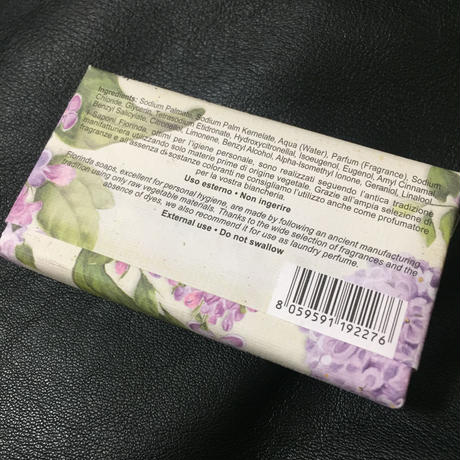 Ingredients: Sodium Palmate, Sodium Palm Kernelate, Aqua (Water), Parfum (Fragrance), Sodium
Chloride, Glycerin, Tetrasodium Etidronate, Hydroxycitronellal, Isoeugenol, Eugenol, Amyl Cinnamal,
Benzyl Salicylate, Citronellol, Limonene, Benzyl Alcohol, Alpha-Isomethyl Ionone, Geraniol, Linalool.
I Saponi Florinda, ottimi per l'igiene personale, sono realizzati seguendo l'antica tradizione
manifatturiera utilizzando solo materie prime di origine vegetale. Grazie all'ampia selezione di
fragranze e all'assenza di sostanze coloranti ne consigliamo l'utilizzo anche come profumatore
per la vostra biancheria.
Uso esterno • Non ingerire
Florinda soaps, excellent for personal hygiene, are made by following an ancient manufacturing
tradition using only raw vegetable materials. Thanks to the wide selection of fragrances and the
absence of dyes, we also recommend it for use as laundry perfume.
External use • Do not swallow
8 059591 192276